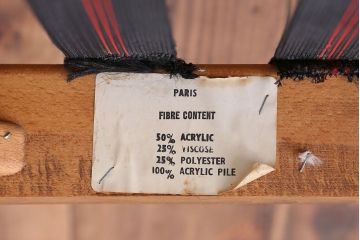 PARIS
FIBRE CONTENT
50% ACRYLIC
25% VISCOSE
25% POLYESTER
100% ACRYLIC PILE